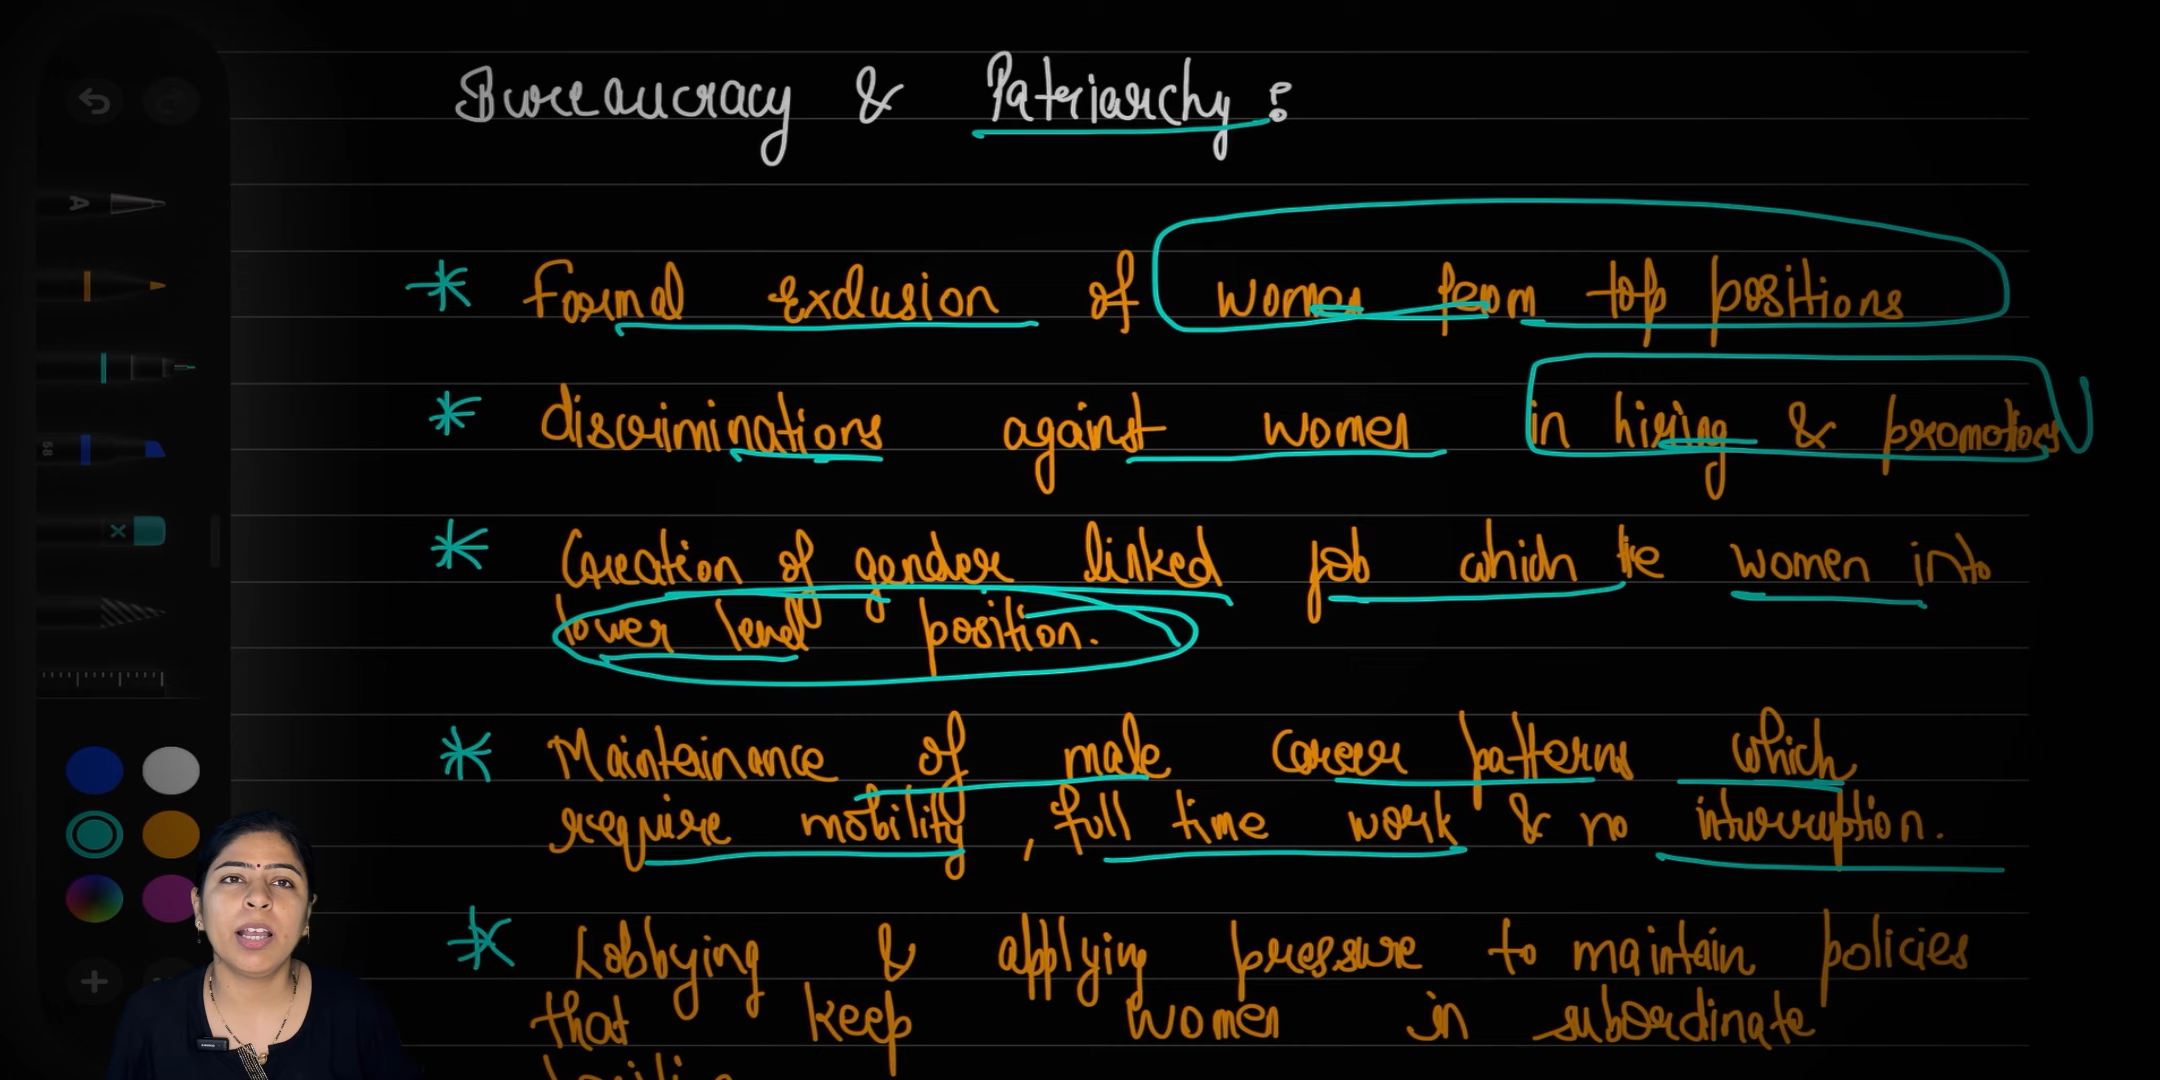 Bureaucracy & Patriarchy :
* Formal exclusion of women from top positions
* discriminations against women in hiring & promotions
* Creation of gender linked job which tie women into
lower level position.
* Mainteinance of male career patterns which
require mobility, full time work & no interruption.
* Lobbying & applying pressure to maintain policies
that keep women in subordinate